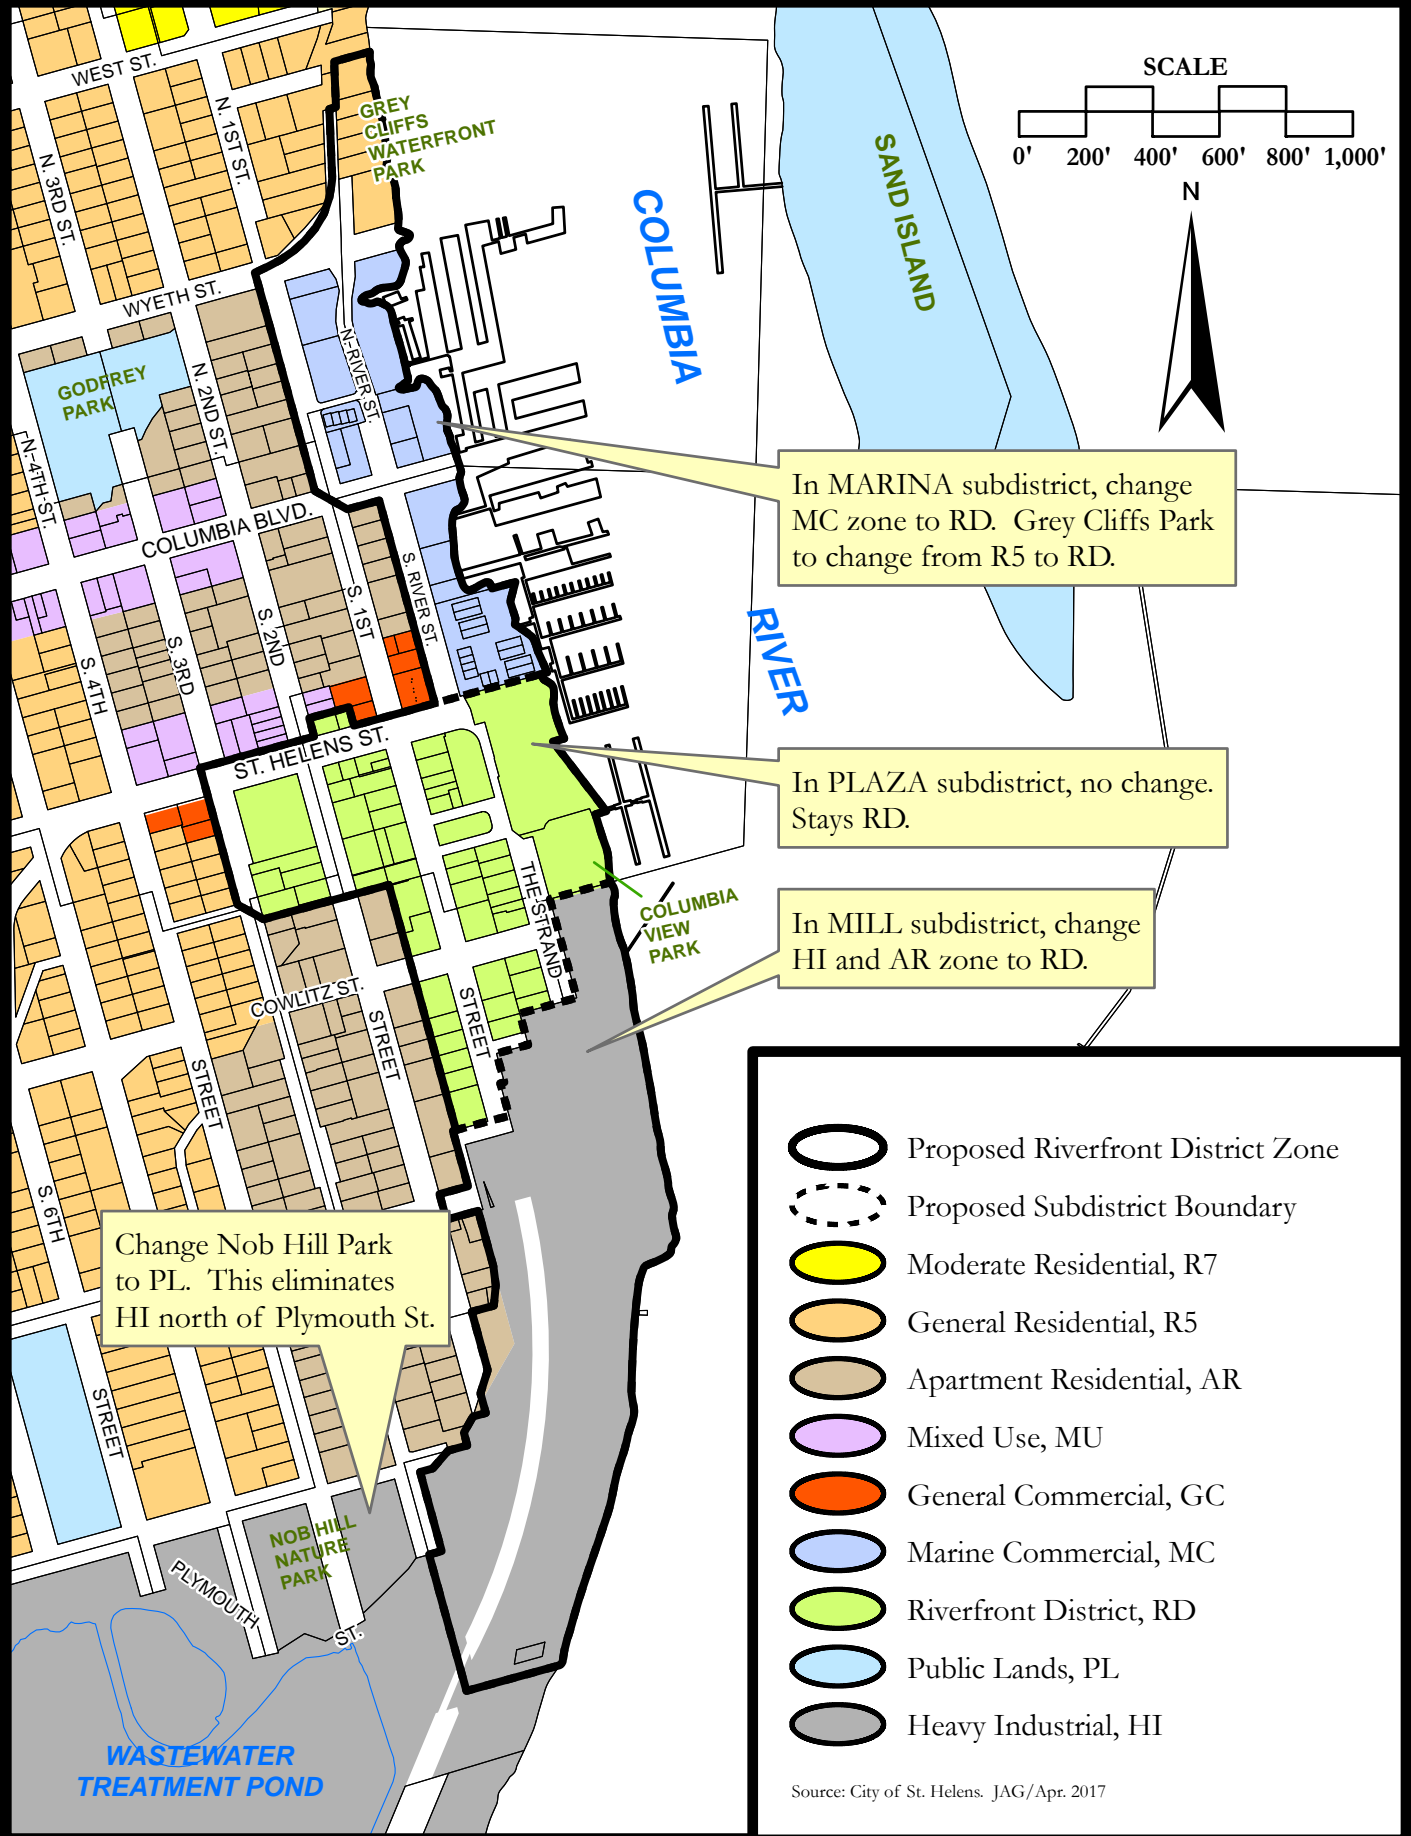 WEST ST.
N. 1ST ST.
N. 3RD ST.
GREY
CLIFFS
WATERFRONT
PARK
COLUMBIA
SAND ISLAND
SCALE
0' 200' 400' 600' 800' 1,000'
N
WYETH ST.
GODFREY
PARK
N. 2ND ST.
N-RIVER-ST.
N-4TH-ST.
COLUMBIA BLVD.
In MARINA subdistrict, change
MC zone to RD. Grey Cliffs Park
to change from R5 to RD.
S. RIVER ST.
S. 1ST
S. 2ND
S. 3RD
S. 4TH
RIVER
ST. HELENS ST.
In PLAZA subdistrict, no change.
Stays RD.
THE-STRAND
COLUMBIA
VIEW
PARK
In MILL subdistrict, change
HI and AR zone to RD.
COWLITZ ST.
STREET
STREET
STREET
S. 6TH
Change Nob Hill Park
to PL. This eliminates
HI north of Plymouth St.
STREET
NOB HILL
NATURE
PARK
PLYMOUTH
ST.
WASTEWATER
TREATMENT POND
Proposed Riverfront District Zone
Proposed Subdistrict Boundary
Moderate Residential, R7
General Residential, R5
Apartment Residential, AR
Mixed Use, MU
General Commercial, GC
Marine Commercial, MC
Riverfront District, RD
Public Lands, PL
Heavy Industrial, HI
Source: City of St. Helens. JAG/Apr. 2017